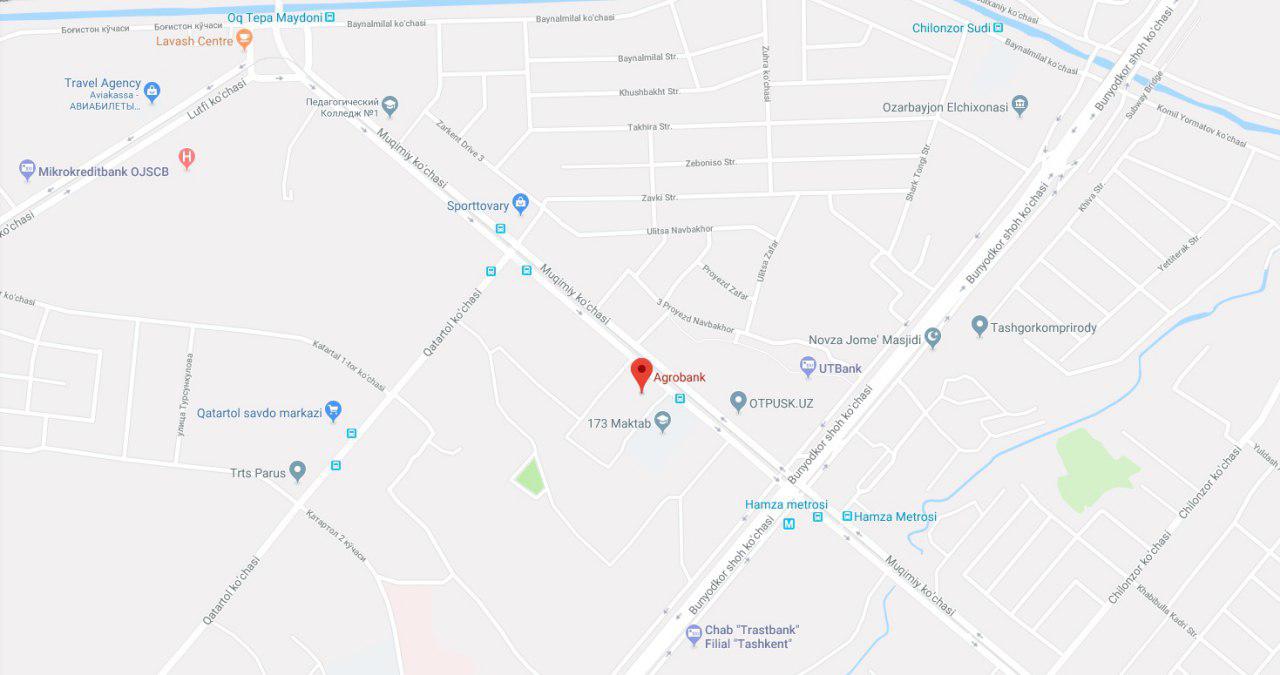 Oq Tepa Maydoni
Baynalmilal ko'chasi
Baynalmilal ko'chasi
Боғистон кўчаси
Боғистон кўчаси
Lavash Centre
Chilonzor Sudi
Baynalmilal ko'chasi
Bunyodkor shoh ko'chasi
Subway Bridge
Komil Yormatov ko'chasi
Travel Agency
Aviakassa -
АВИАБИЛЕТЫ...
Lutfi ko'chasi
Педагогический
Колледж №1
Muqimiy ko'chasi
Baynalmilal Str.
Zuhra ko'chasi
Khushbakht Str.
Takhira Str.
Zarkent Drive 3
Zeboniso Str.
Zavki Str.
Ozarbayjon Elchixonasi
Shark Tongi Str.
Khiva Str.
Yettiterak Str.
Bunyodkor shoh ko'chasi
Mikrokreditbank OJSCB
H
ko'chasi
Sporttovary
Ulitsa Navbakhor
Ulitsa Zafar
Proyezd Zafar
3 Proyezd Navbakhor
Muqimiy ko'chasi
Qatartol ko'chasi
ko'chasi
Katartal 1-tor ko'chasi
улица Турсункулова
Novza Jome' Masjidi
Tashgorkomprirody
UTBank
Agrobank
OTPUSK.UZ
173 Maktab
Qatartol savdo markazi
Trts Parus
Bunyodkor shoh ko'chasi
Chilonzor ko'chasi
Hamza metrosi
M
Hamza Metrosi
Катартол 2 кўчаси
Qatartol ko'chasi
Bunyodkor shoh ko'chasi
Muqimiy ko'chasi
Chilonzor ko'chasi
Khabibulla Kadri Str.
Chab "Trastbank"
Filial "Tashkent"